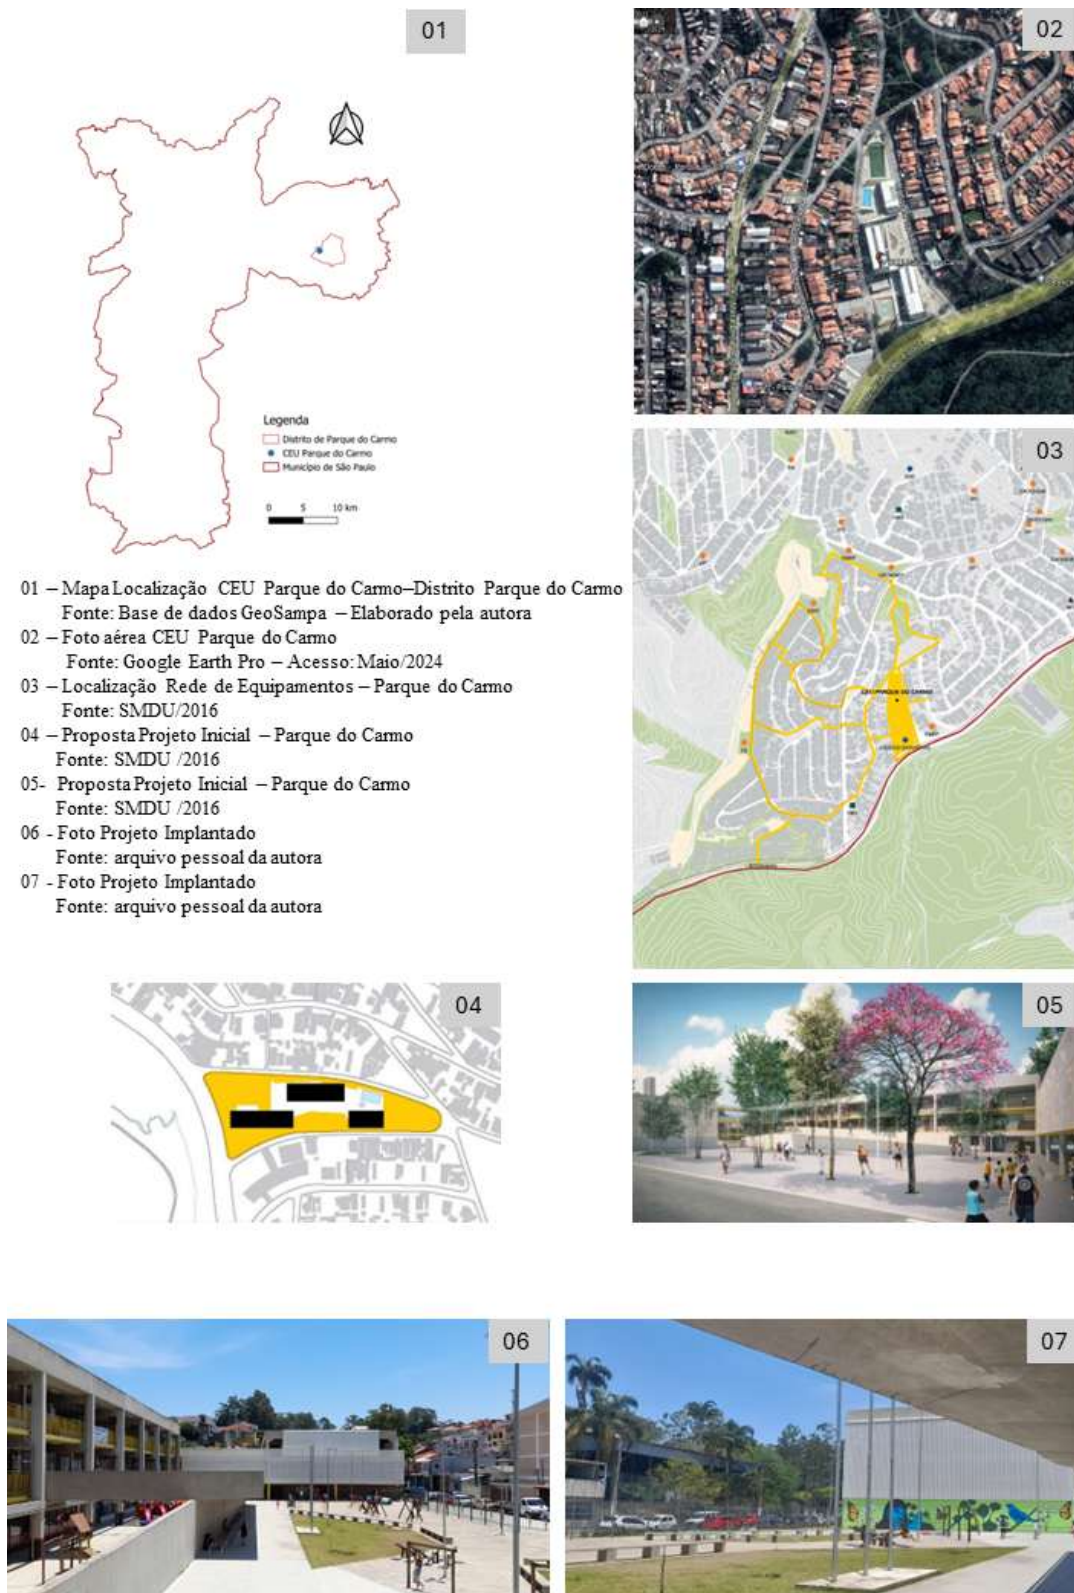 01
02
Legenda
Distrito de Parque do Carmo
CEU Parque do Carmo
Município de São Paulo
0 5 10 km
03
CEU PARQUE DO CARMO
01 – Mapa Localização CEU Parque do Carmo–Distrito Parque do Carmo
Fonte: Base de dados GeoSampa – Elaborado pela autora
02 – Foto aérea CEU Parque do Carmo
Fonte: Google Earth Pro – Acesso: Maio/2024
03 – Localização Rede de Equipamentos – Parque do Carmo
Fonte: SMDU/2016
04 – Proposta Projeto Inicial – Parque do Carmo
Fonte: SMDU /2016
05- Proposta Projeto Inicial – Parque do Carmo
Fonte: SMDU /2016
06 - Foto Projeto Implantado
Fonte: arquivo pessoal da autora
07 - Foto Projeto Implantado
Fonte: arquivo pessoal da autora
04
05
06
07